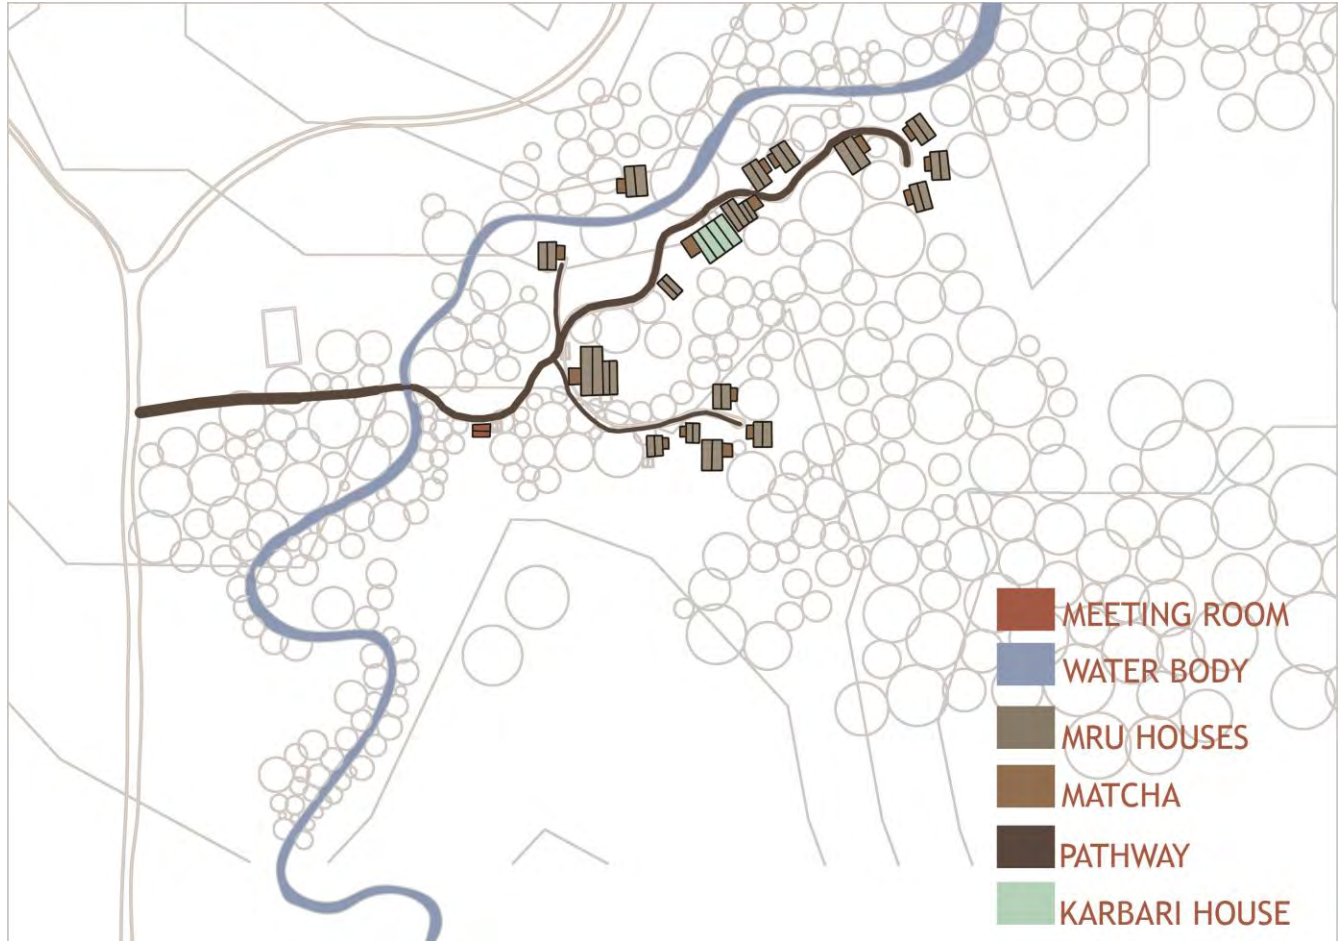 MEETING ROOM
WATER BODY
MRU HOUSES
MATCHA
PATHWAY
KARBARI HOUSE